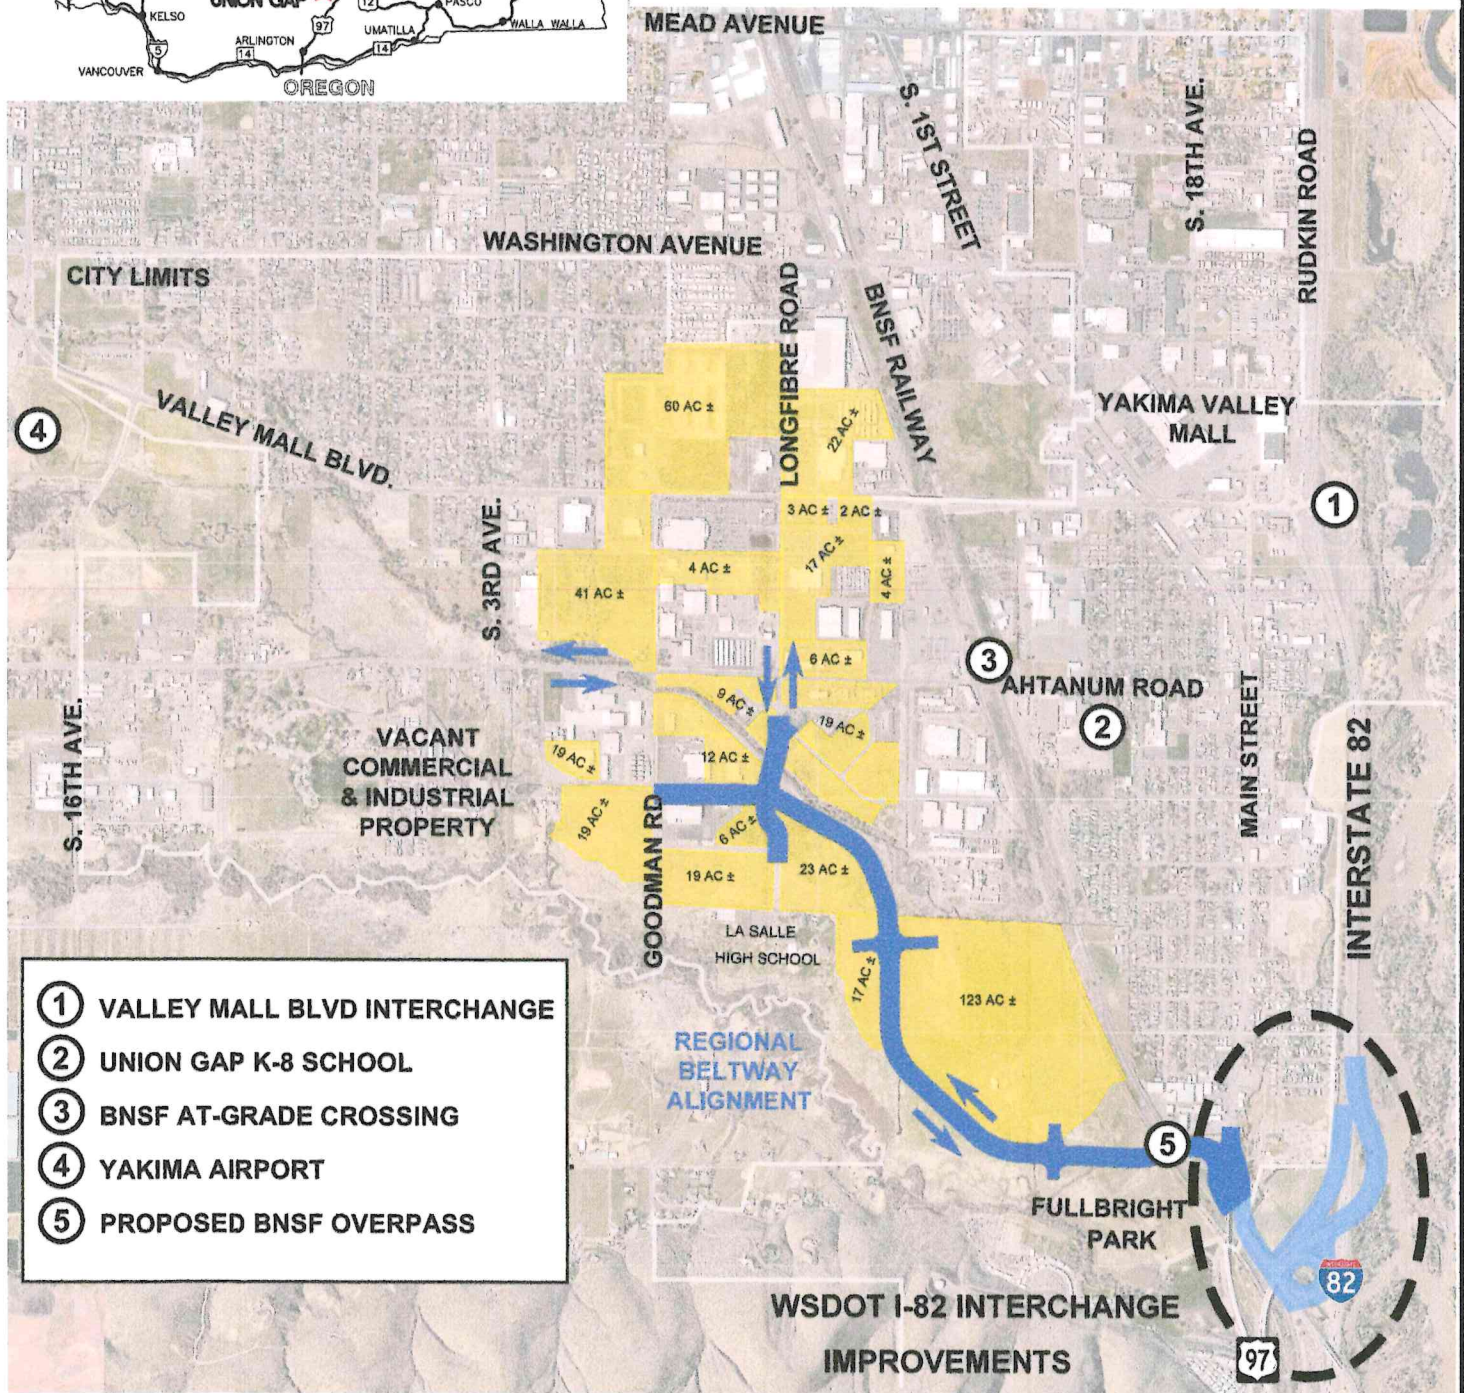 UNION GAP
KELSO
12
PASCO
97
WALLA WALLA
UMATILLA
ARLINGTON
14
14
5
VANCOUVER
OREGON
MEAD AVENUE
S. 1ST STREET
S. 18TH AVE.
RUDKIN ROAD
WASHINGTON AVENUE
CITY LIMITS
LONGFIBRE ROAD
BNSF RAILWAY
VALLEY MALL BLVD.
4
60 AC ±
22 AC ±
YAKIMA VALLEY
MALL
1
S. 3RD AVE.
3 AC ±
2 AC ±
17 AC ±
4 AC ±
4 AC ±
41 AC ±
6 AC ±
3
AHTANUM ROAD
2
9 AC ±
19 AC ±
S. 16TH AVE.
VACANT
COMMERCIAL
& INDUSTRIAL
PROPERTY
19 AC ±
12 AC ±
MAIN STREET
INTERSTATE 82
19 AC ±
GOODMAN RD
6 AC ±
19 AC ±
23 AC ±
LA SALLE
HIGH SCHOOL
17 AC ±
123 AC ±
REGIONAL
BELTWAY
ALIGNMENT
1 VALLEY MALL BLVD INTERCHANGE
2 UNION GAP K-8 SCHOOL
3 BNSF AT-GRADE CROSSING
4 YAKIMA AIRPORT
5 PROPOSED BNSF OVERPASS
5
FULLBRIGHT
PARK
82
WSDOT I-82 INTERCHANGE
IMPROVEMENTS
97